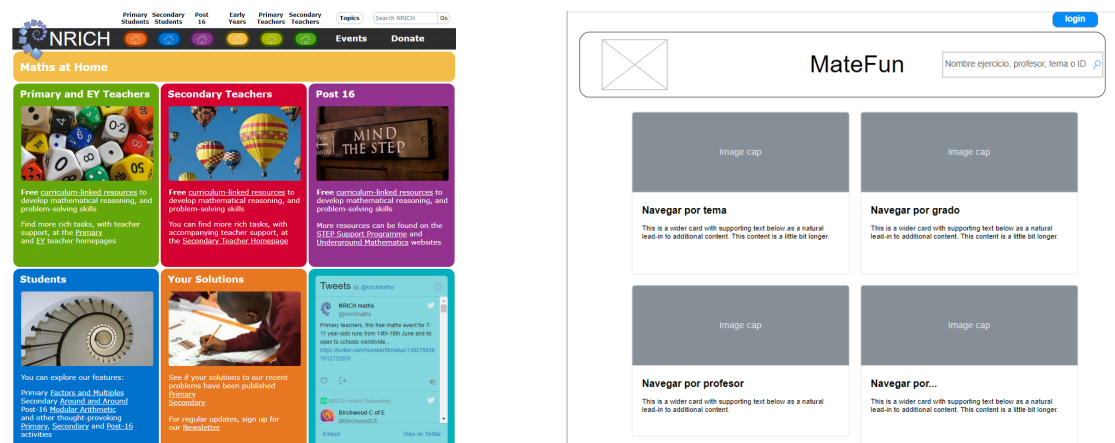 Primary Students
Secondary Students
Post 16
Early Years
Primary Teachers
Secondary Teachers
Topics
Search NRICH
Go
NRICH
Events
Donate
Maths at Home
Primary and EY Teachers
Free curriculum-linked resources to
develop mathematical reasoning, and
problem-solving skills
Find more rich tasks, with teacher
support, at the Primary
and EY teacher homepages
Secondary Teachers
Free curriculum-linked resources to
develop mathematical reasoning, and
problem-solving skills
You can find more rich tasks, with
accompanying teacher support, at
the Secondary Teacher Homepage
Post 16
MIND
THE STEP
Free curriculum-linked resources to
develop mathematical reasoning, and
problem-solving skills
More resources can be found on the
STEP Support Programme and
Underground Mathematics websites
Students
You can explore our features:
Primary Factors and Multiples
Secondary Around and Around
Post-16 Modular Arithmetic
and other thought-provoking
Primary, Secondary and Post-16
activities
Your Solutions
See if your solutions to our recent
problems have been published
Primary
Secondary
For regular updates, sign up for
our Newsletter
Tweets by @nrichmaths
NRICH maths
@nrichmaths
Primary teachers, this free maths event for 7-
11 year-olds runs from 14th-18th June and its
open to schools worldwide...
NRICH maths Retweeted
Birchwood C of E
@BirchwoodCE
Embed
View on Twitter
login
MateFun
Nombre ejercicio, profesor, tema o ID
Image cap
Navegar por tema
This is a wider card with supporting text below as a natural
lead-in to additional content. This content is a little bit longer.
Image cap
Navegar por grado
This is a wider card with supporting text below as a natural
lead-in to additional content. This content is a little bit longer.
Image cap
Navegar por profesor
This is a wider card with supporting text below as a natural
lead-in to additional content.
Image cap
Navegar por...
This is a wider card with supporting text below as a natural
lead-in to additional content. This content is a little bit longer.